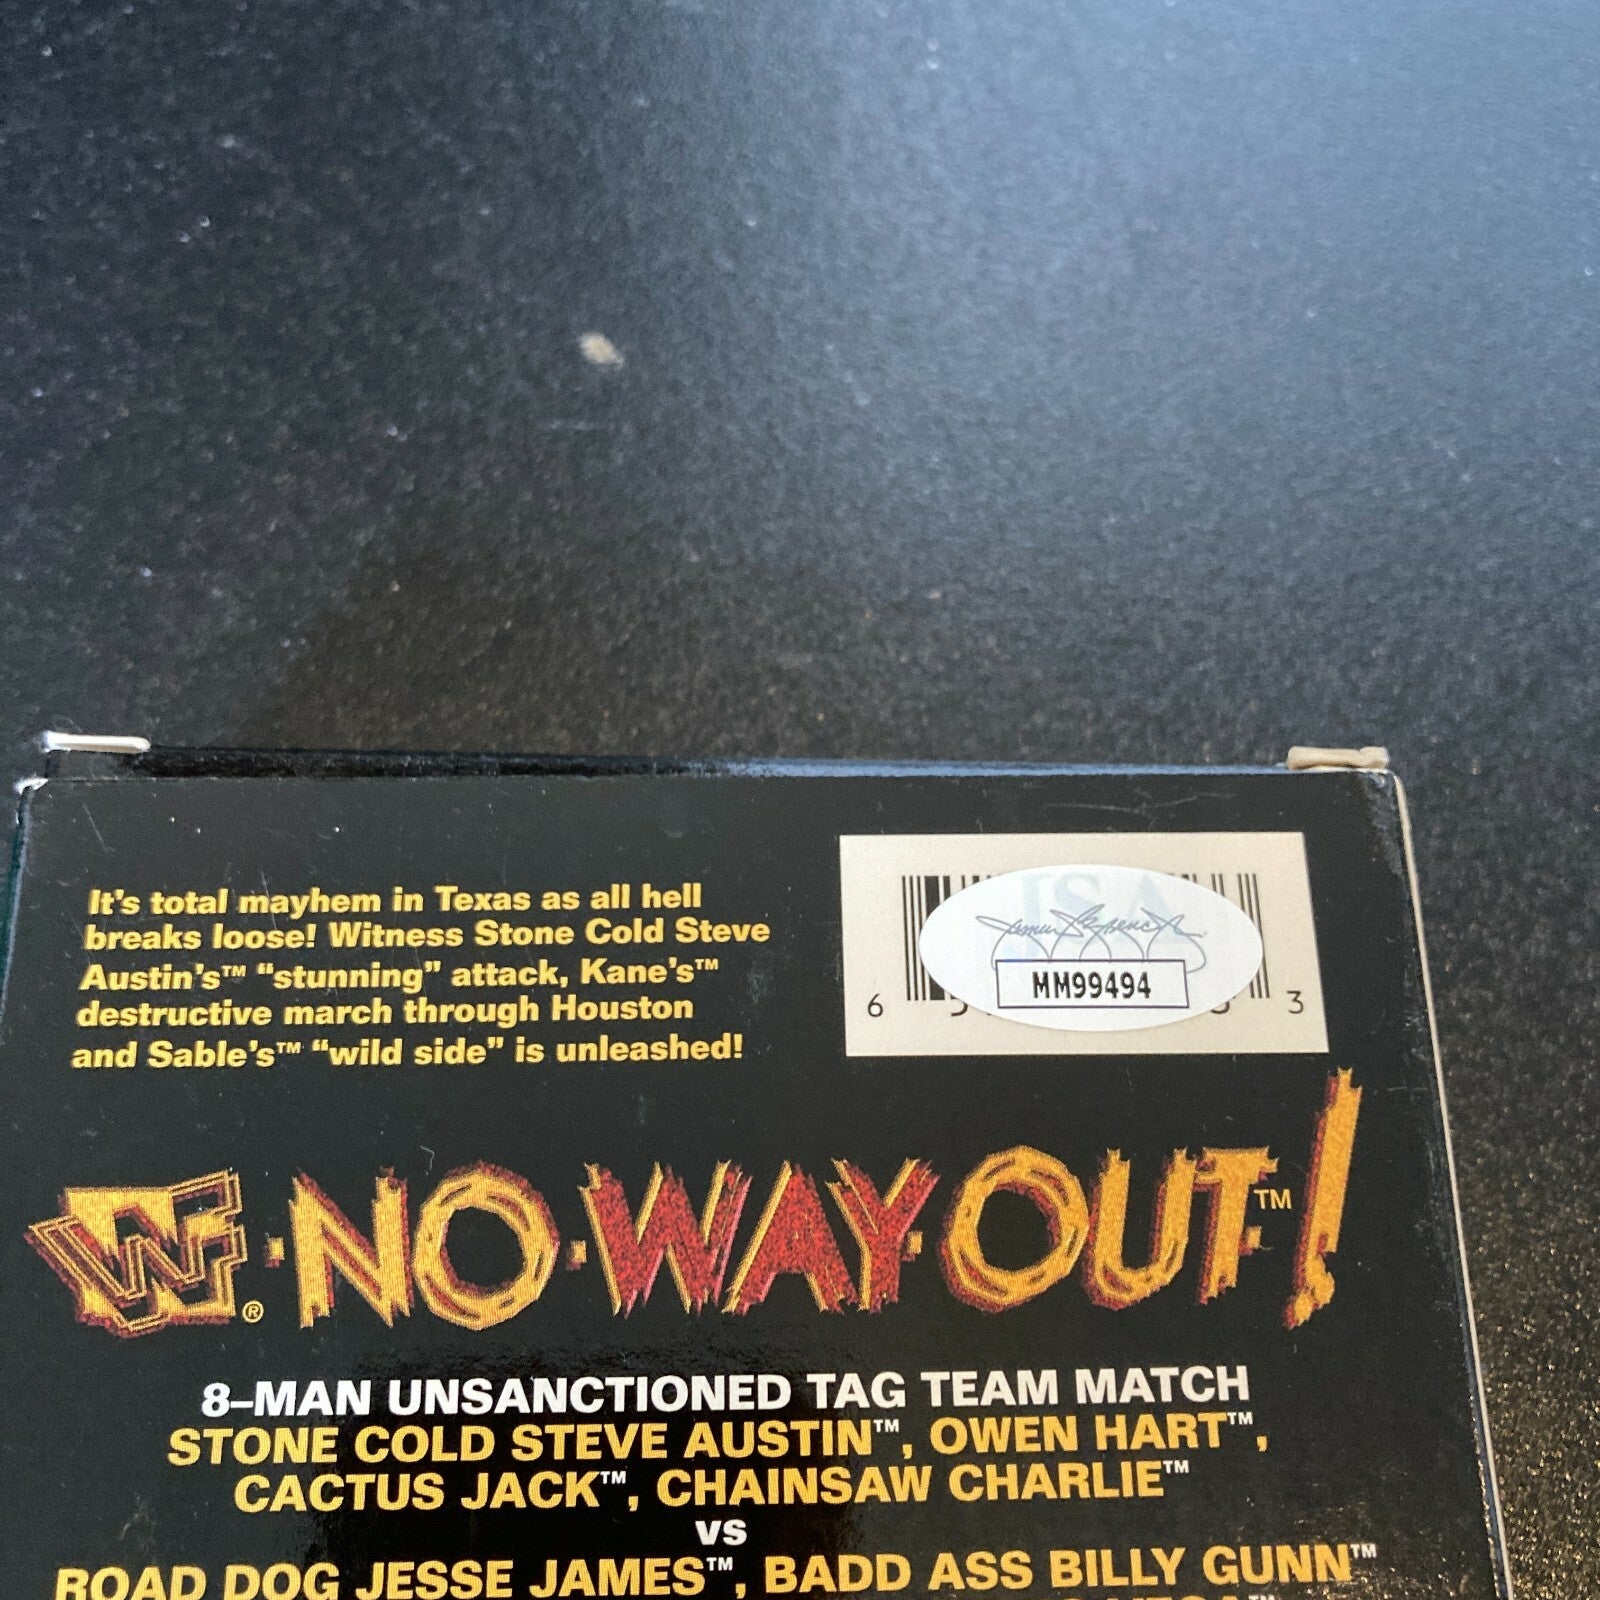 It's total mayhem in Texas as all hell
breaks loose! Witness Stone Cold Steve
Austin's™ "stunning" attack, Kane's™
destructive march through Houston
and Sable's™ "wild side" is unleashed!
JSA
MM99494
6 5 3 3
WF® NO WAY OUT!™
8-MAN UNSANCTIONED TAG TEAM MATCH
STONE COLD STEVE AUSTIN™, OWEN HART™,
CACTUS JACK™, CHAINSAW CHARLIE™
vs
ROAD DOG JESSE JAMES™, BADD ASS BILLY GUNN™